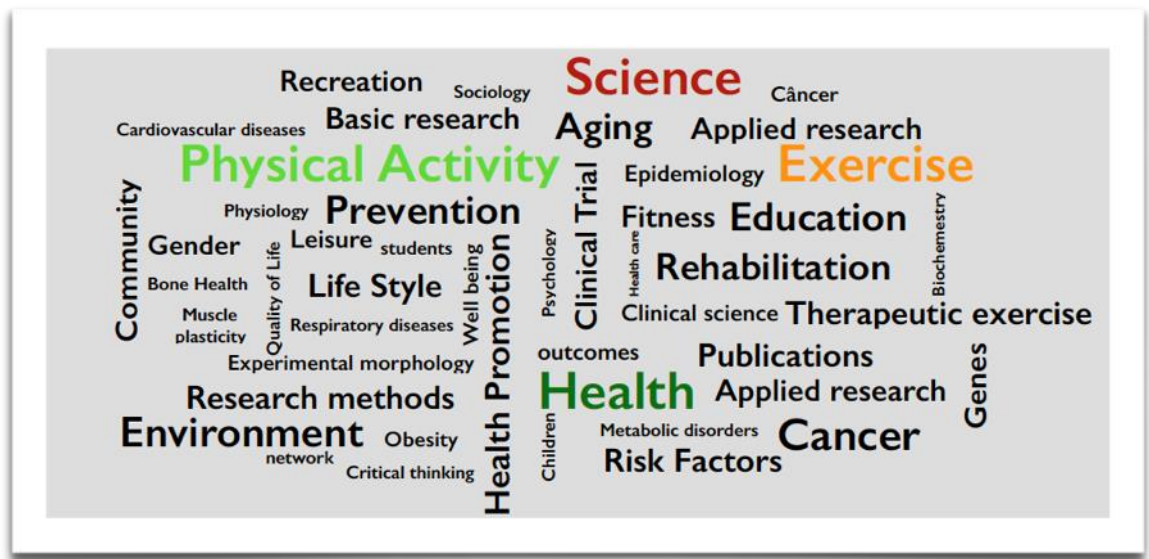 Science
Recreation
Sociology
Câncer
Cardiovascular diseases
Basic research
Aging
Applied research
Physical Activity
Epidemiology
Exercise
Community
Physiology
Prevention
Clinical Trial
Fitness
Education
Biochemestry
Gender
Quality of Life
Leisure
students
Well being
Health Promotion
Psychology
Health care
Rehabilitation
Bone Health
Life Style
Muscle
plasticity
Respiratory diseases
Clinical science
Therapeutic exercise
Experimental morphology
outcomes
Publications
Genes
Research methods
Health
Applied research
Environment
Obesity
Children
Metabolic disorders
Cancer
network
Critical thinking
Risk Factors